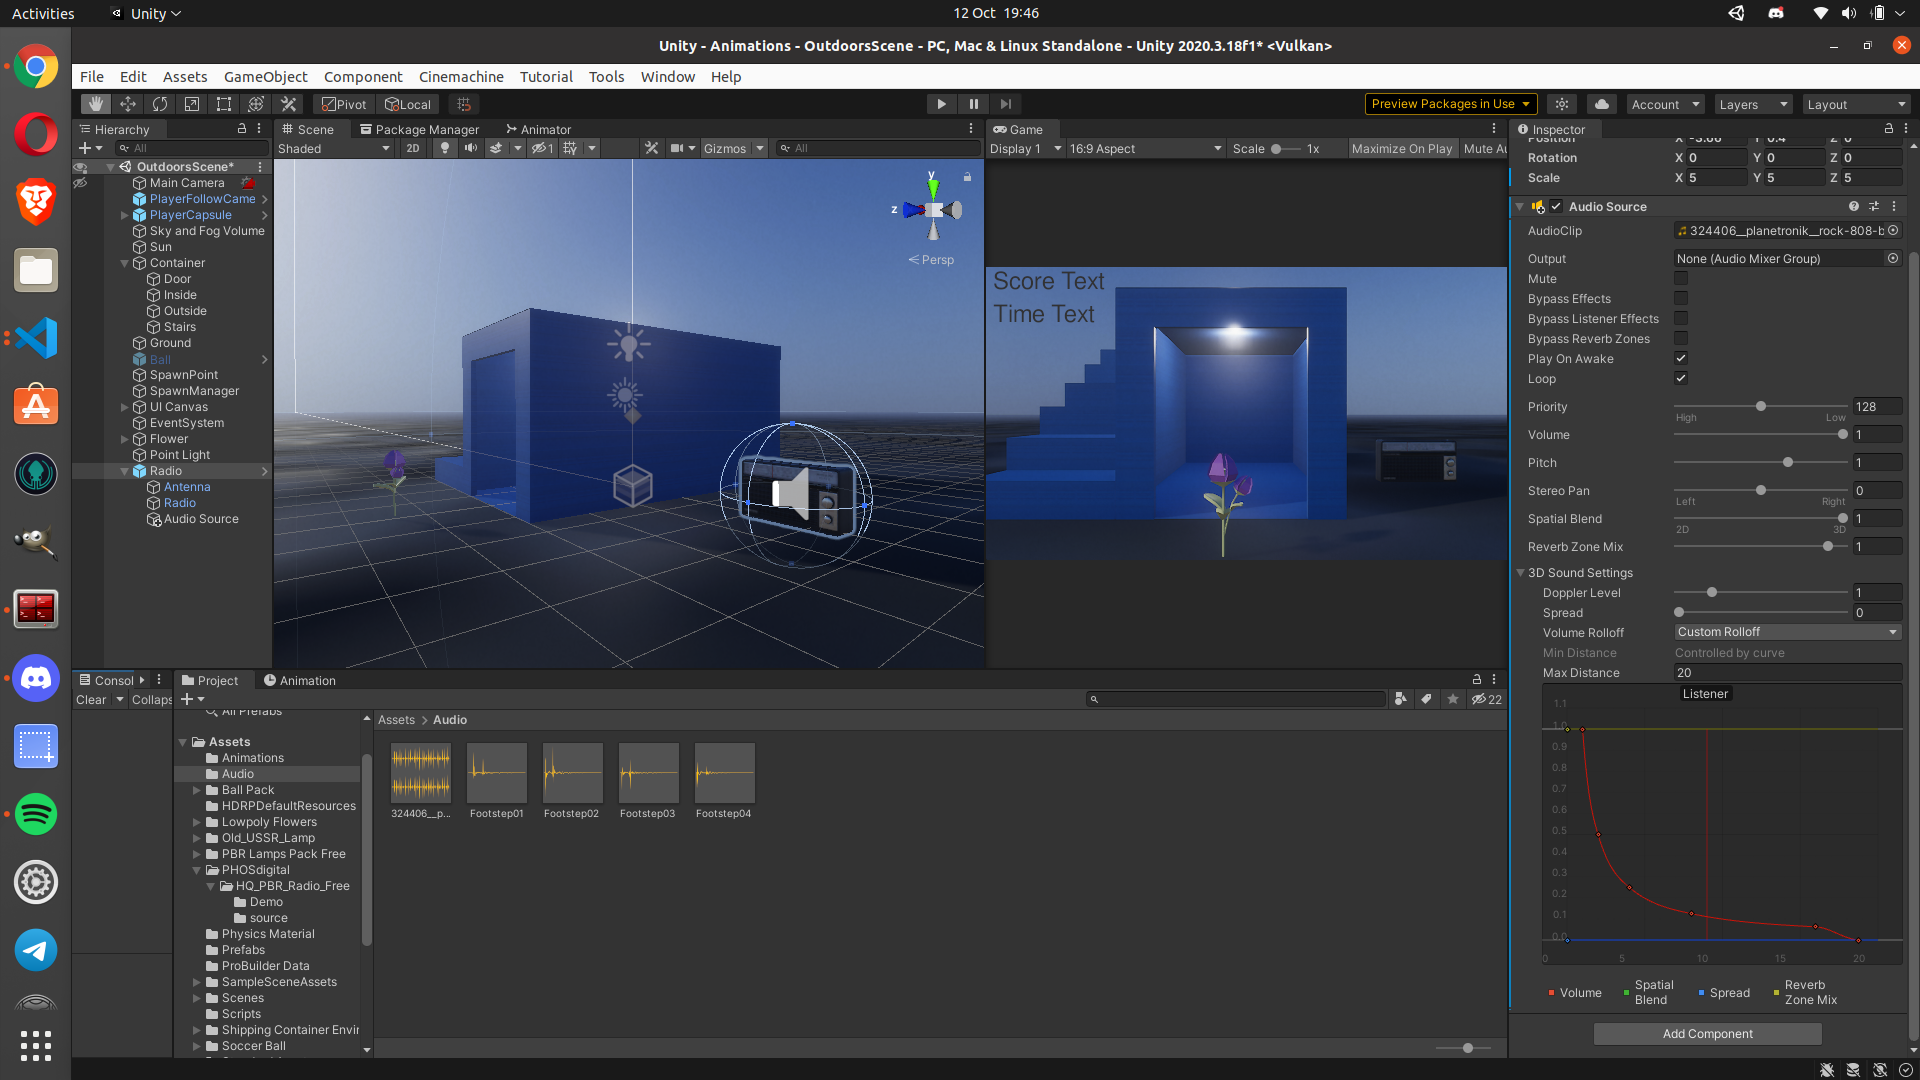 Activities
Unity
12 Oct 19:46
Unity - Animations - OutdoorsScene - PC, Mac & Linux Standalone - Unity 2020.3.18f1* <Vulkan>
File Edit Assets GameObject Component Cinemachine Tutorial Tools Window Help
Pivot Local
Preview Packages in Use
Account
Layers
Layout
Hierarchy
All
OutdoorsScene*
Main Camera
PlayerFollowCame
PlayerCapsule
Sky and Fog Volume
Sun
Container
Door
Inside
Outside
Stairs
Ground
Ball
SpawnPoint
SpawnManager
UI Canvas
EventSystem
Flower
Point Light
Radio
Antenna
Radio
Audio Source
Scene Package Manager Animator
Shaded 2D 1 Gizmos All
y
z
Persp
Game
Display 1 16:9 Aspect Scale 1x Maximize On Play Mute Au
Score Text
Time Text
Inspector
Position X -3.66 Y 0.4 Z 6
Rotation X 0 Y 0 Z 0
Scale X 5 Y 5 Z 5
Audio Source
AudioClip 324406__planetronik__rock-808-b
Output None (Audio Mixer Group)
Mute
Bypass Effects
Bypass Listener Effects
Bypass Reverb Zones
Play On Awake
Loop
Priority 128
High Low
Volume 1
Pitch 1
Stereo Pan 0
Left Right
Spatial Blend 1
2D 3D
Reverb Zone Mix 1
3D Sound Settings
Doppler Level 1
Spread 0
Volume Rolloff Custom Rolloff
Min Distance Controlled by curve
Max Distance 20
Listener
1.1
1.0
0.9
0.8
0.7
0.6
0.5
0.4
0.3
0.2
0.1
0.0
0 5 10 15 20
Volume
Spatial Blend
Spread
Reverb Zone Mix
Add Component
Consol
Clear Collaps
Project Animation
22
All Prefabs
Assets
Animations
Audio
Ball Pack
HDRPDefaultResources
Lowpoly Flowers
Old_USSR_Lamp
PBR Lamps Pack Free
PHOSdigital
HQ_PBR_Radio_Free
Demo
source
Physics Material
Prefabs
ProBuilder Data
SampleSceneAssets
Scenes
Scripts
Shipping Container Envir
Soccer Ball
Assets > Audio
324406__p... Footstep01 Footstep02 Footstep03 Footstep04